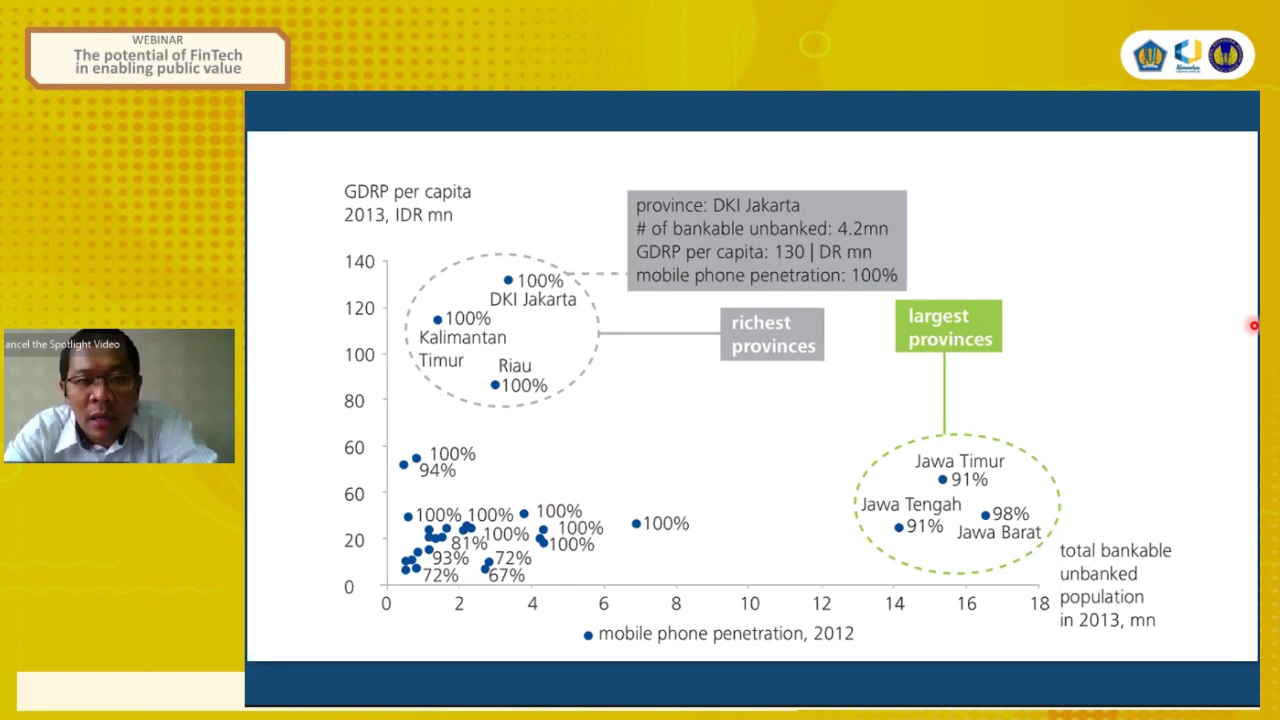 WEBINAR
The potential of FinTech
in enabling public value
ancel the Spotlight Video
GDRP per capita
2013, IDR mn
province: DKI Jakarta
# of bankable unbanked: 4.2mn
GDRP per capita: 130 | DR mn
mobile phone penetration: 100%
richest
provinces
largest
provinces
140
120
100
80
60
40
20
0
100%
DKI Jakarta
100%
Kalimantan
Timur
Riau
100%
100%
94%
100%
100%
100%
100%
100%
100%
100%
81%
93%
72%
72%
67%
Jawa Timur
91%
Jawa Tengah
91%
98%
Jawa Barat
0 2 4 6 8 10 12 14 16 18
total bankable
unbanked
population
in 2013, mn
mobile phone penetration, 2012